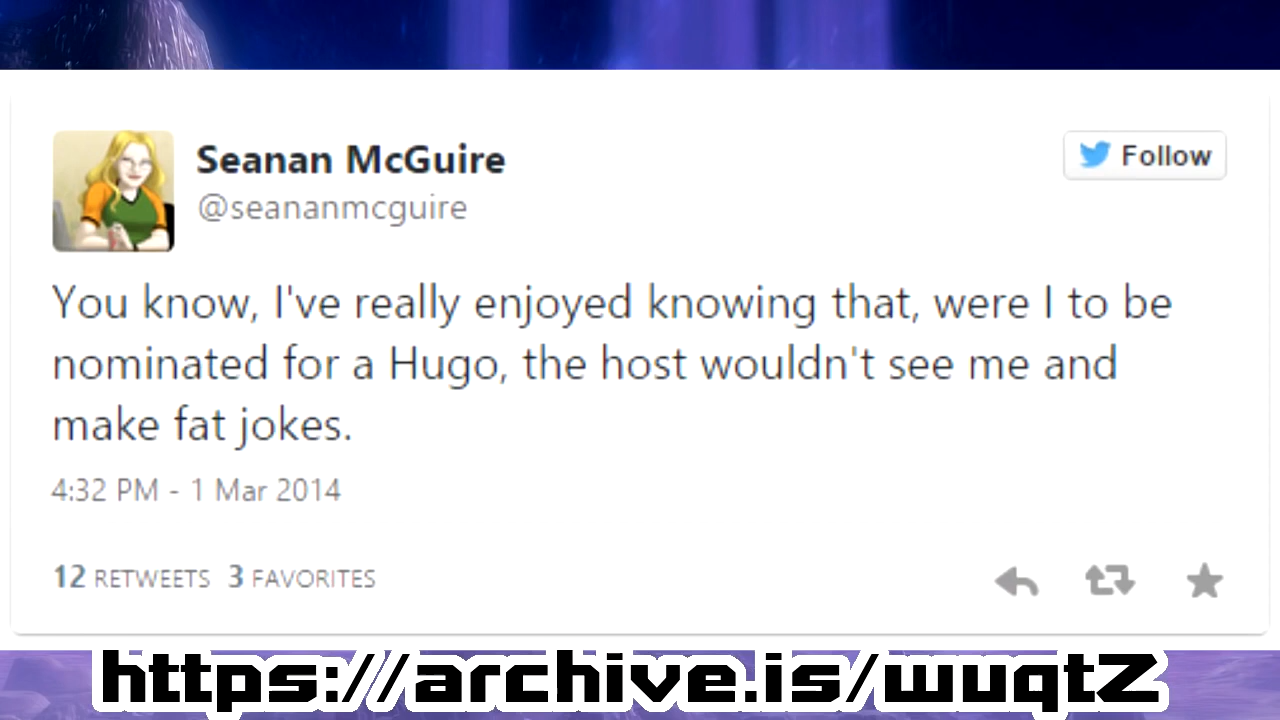 Seanan McGuire
Follow
@seananmcguire
You know, I've really enjoyed knowing that, were I to be
nominated for a Hugo, the host wouldn't see me and
make fat jokes.
4:32 PM - 1 Mar 2014
12 RETWEETS 3 FAVORITES
https://archive.is/wuqtZ